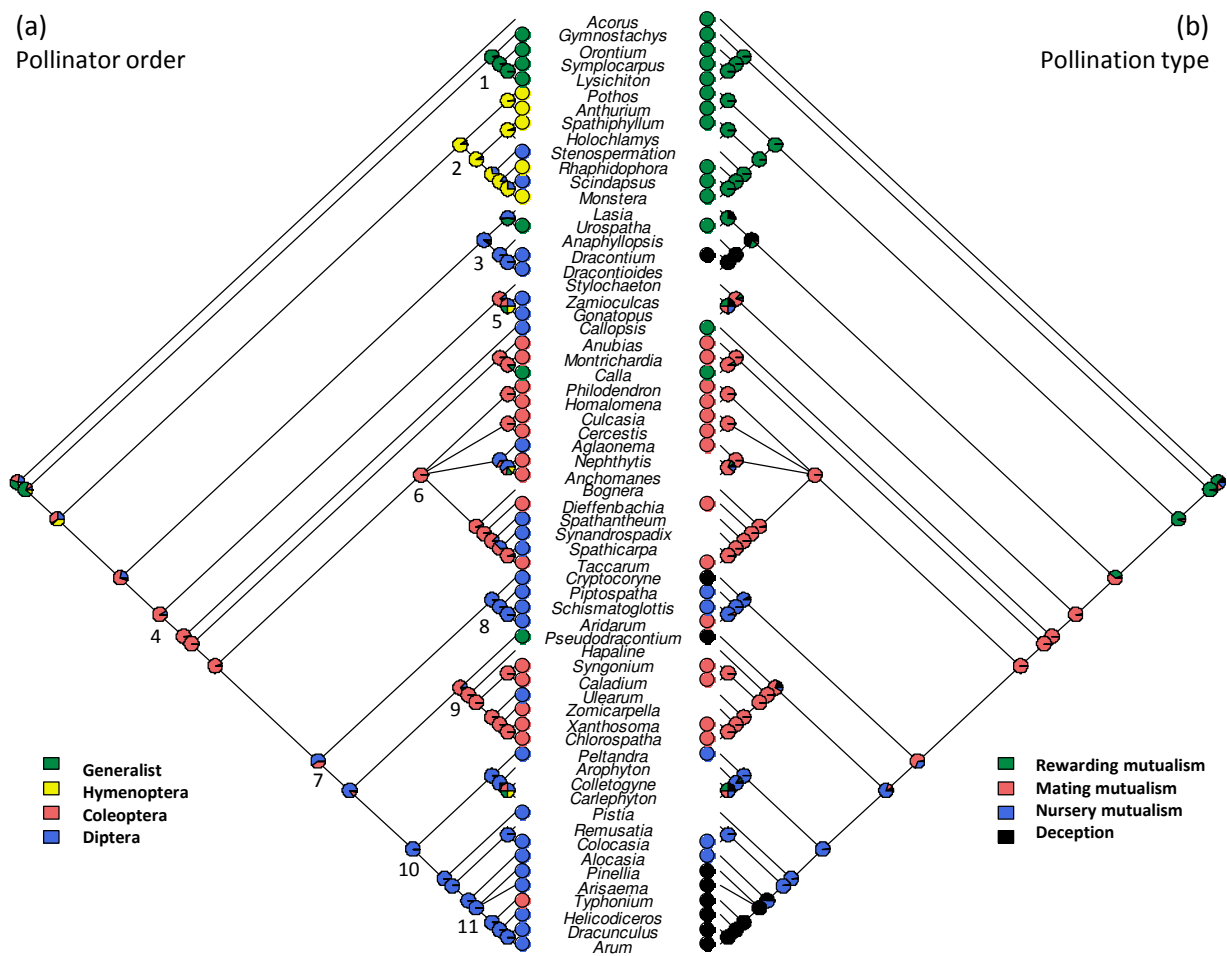 (a)
Pollinator order
(b)
Pollination type
Acorus
Gymnostachys
Orontium
Symplocarpus
Lysichiton
Pothos
Anthurium
Spathiphyllum
Holochlamys
Stenospermation
Rhaphidophora
Scindapsus
Monstera
Lasia
Urospatha
Anaphyllopsis
Dracontium
Dracontioides
Stylochaeton
Zamioculcas
Gonatopus
Callopsis
Anubias
Montrichardia
Calla
Philodendron
Homalomena
Culcasia
Cercestis
Aglaonema
Nephthytis
Anchomanes
Bognera
Dieffenbachia
Spathantheum
Synandrospadix
Spathicarpa
Taccarum
Cryptocoryne
Piptospatha
Schismatoglottis
Aridarum
Pseudodracontium
Hapaline
Syngonium
Caladium
Ulearum
Zomicarpella
Xanthosoma
Chlorospatha
Peltandra
Arophyton
Colletogyne
Carlephyton
Pistia
Remusatia
Colocasia
Alocasia
Pinellia
Arisaema
Typhonium
Helicodiceros
Dracunculus
Arum
1
2
3
5
6
4
8
9
7
10
11
Generalist
Hymenoptera
Coleoptera
Diptera
Rewarding mutualism
Mating mutualism
Nursery mutualism
Deception